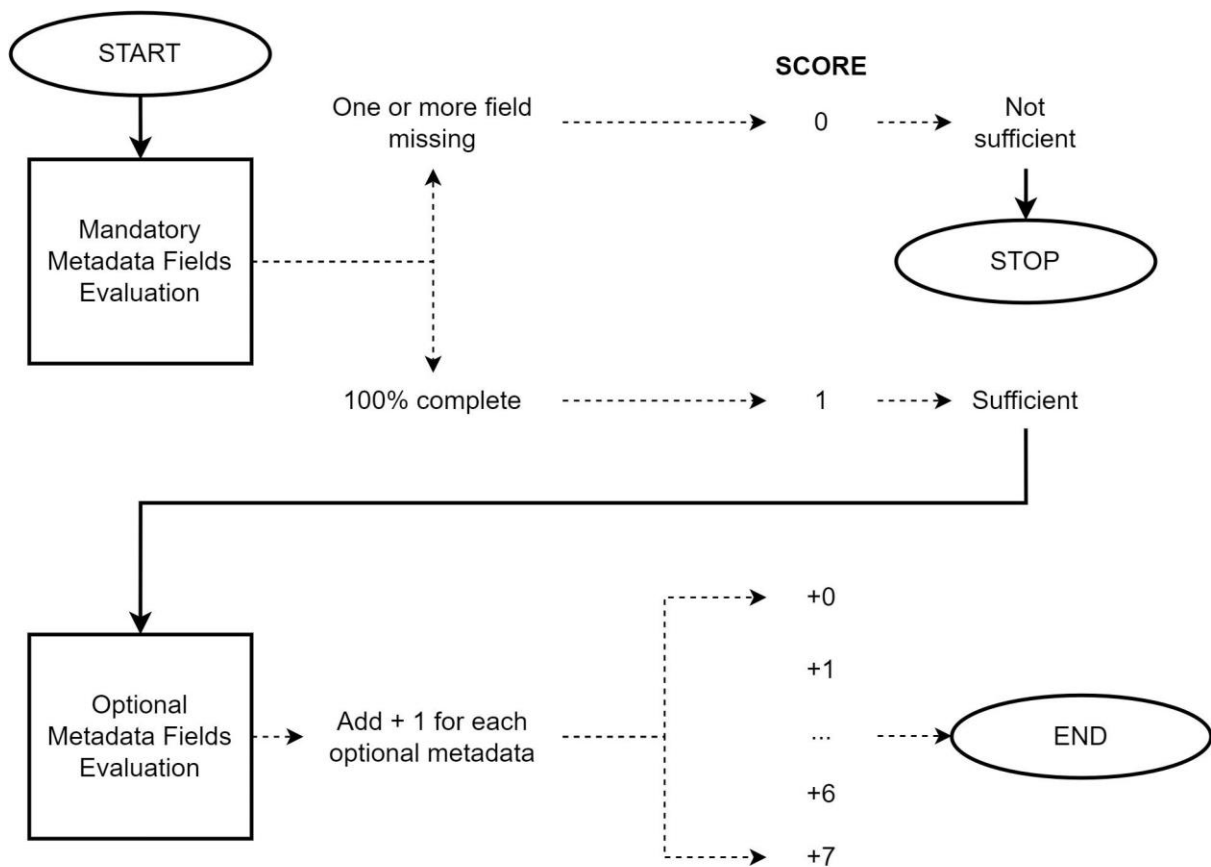 START
SCORE
One or more field
missing
0
Not
sufficient
Mandatory
Metadata Fields
Evaluation
STOP
100% complete
1
Sufficient
+0
+1
Optional
Metadata Fields
Evaluation
Add + 1 for each
optional metadata
...
END
+6
+7